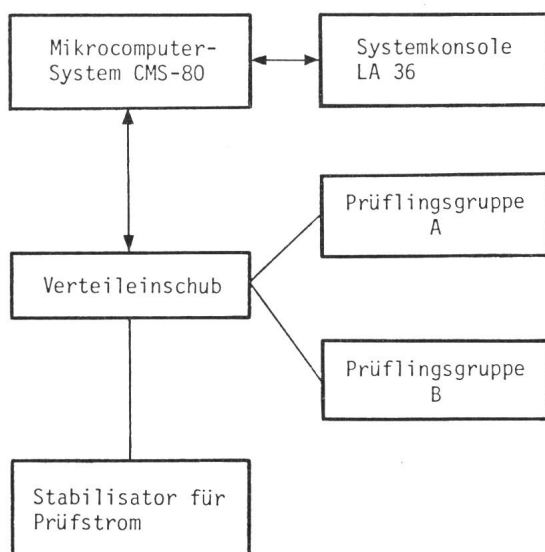 Mikrocomputer-
System CMS-80
Systemkonsole
LA 36
Prüflingsgruppe
A
Verteileinschub
Prüflingsgruppe
B
Stabilisator für
Prüfstrom